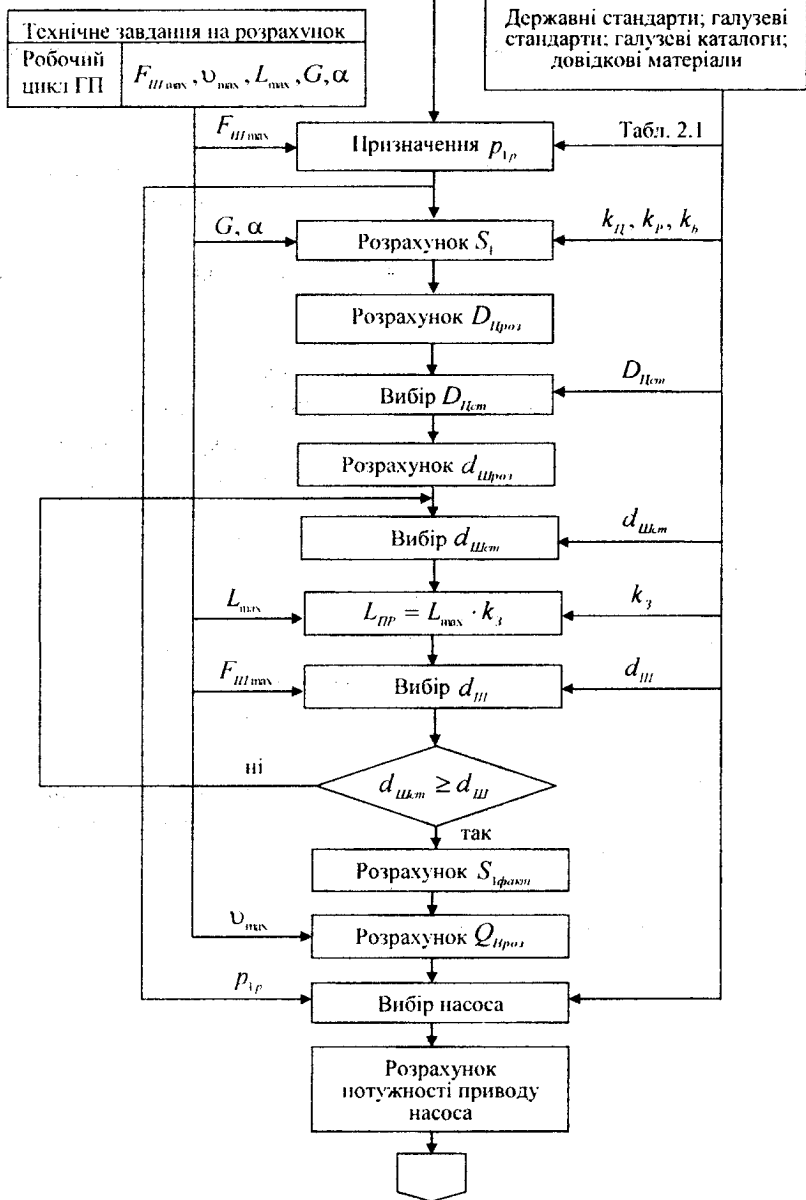 Технічне завдання на розрахунок
Робочий
цикл ГП
F_Шmax, υ_max, L_max, G, α
Державні стандарти; галузеві
стандарти; галузеві каталоги;
довідкові матеріали
F_Шmax
Призначення p_1р
Табл. 2.1
G, α
Розрахунок S_1
k_Ц, k_Р, k_h
Розрахунок D_Цроз
Вибір D_Цст
D_Цст
Розрахунок d_Шроз
Вибір d_Шст
d_Шст
L_max
L_ПР = L_max · k_З
k_З
F_Шmax
Вибір d_Ш
d_Ш
ні
d_Шст ≥ d_Ш
так
Розрахунок S_1факт
υ_max
Розрахунок Q_Нроз
p_1р
Вибір насоса
Розрахунок
потужності приводу
насоса